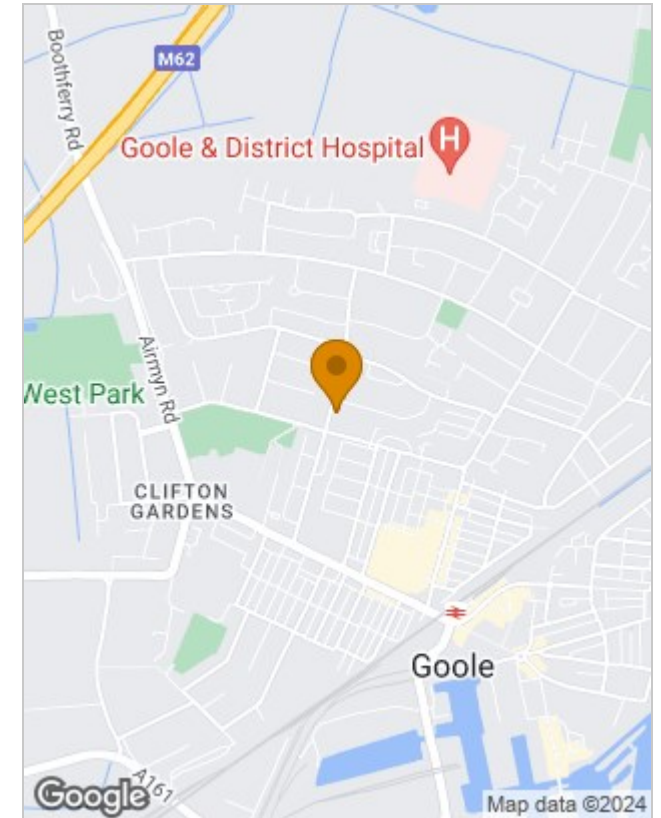 Boothferry Rd
M62
Goole & District Hospital
H
Airmyn Rd
West Park
CLIFTON
GARDENS
Goole
A161
Google
Map data ©2024